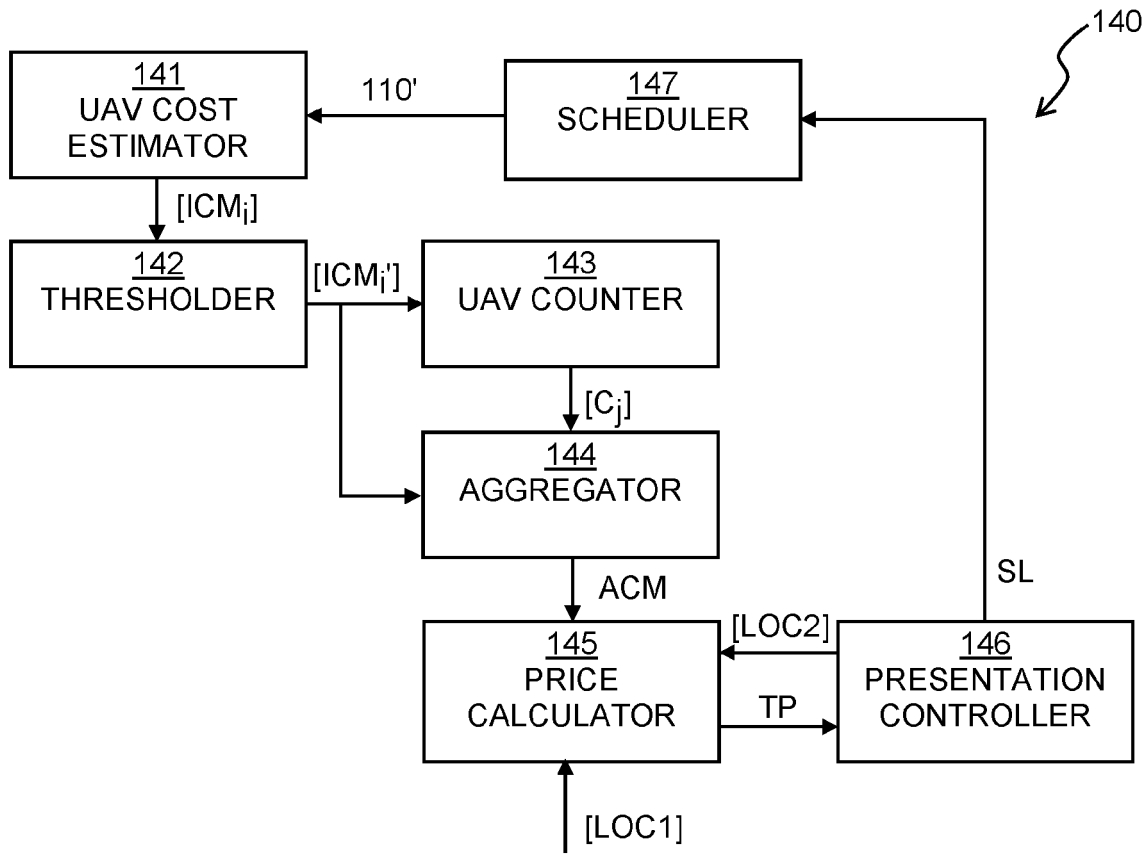 140
141
UAV COST
ESTIMATOR
110'
147
SCHEDULER
[ICMi]
142
THRESHOLDER
[ICMi']
143
UAV COUNTER
[Cj]
144
AGGREGATOR
ACM
SL
145
PRICE
CALCULATOR
[LOC2]
TP
146
PRESENTATION
CONTROLLER
[LOC1]